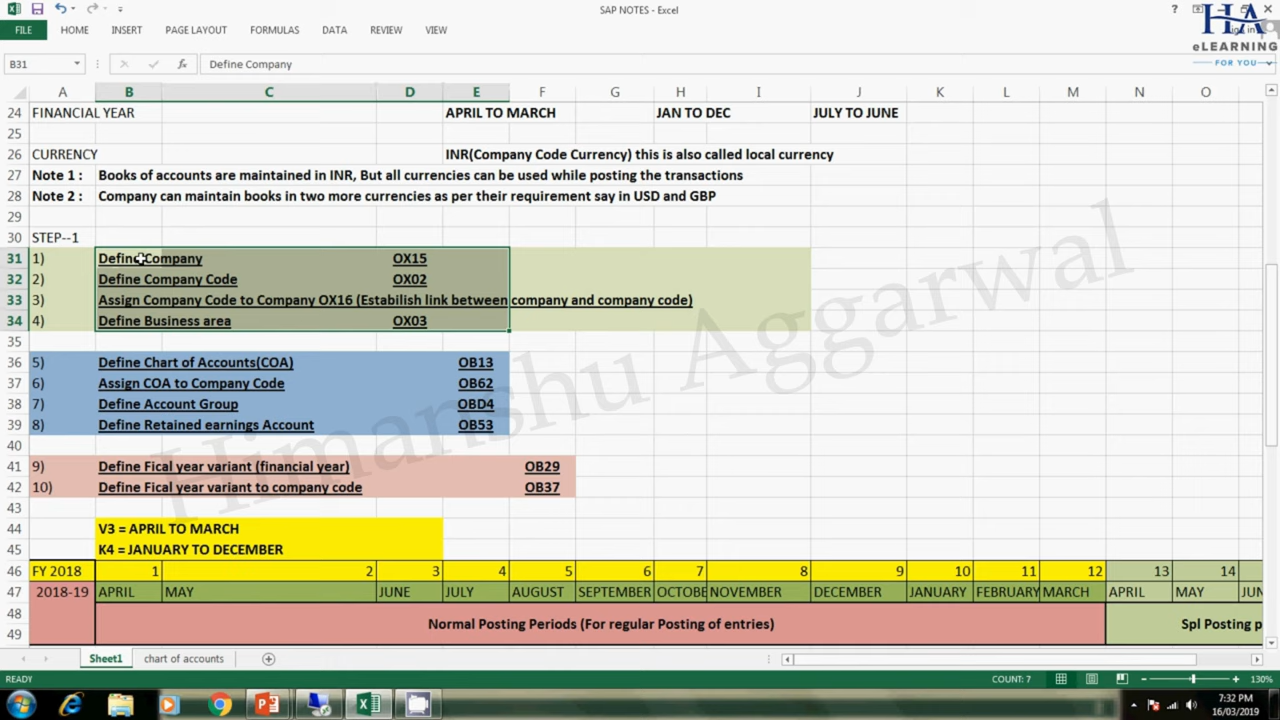 SAP NOTES - Excel
FILE HOME INSERT PAGE LAYOUT FORMULAS DATA REVIEW VIEW
HA
eLEARNING
FOR YOU
B31 fx Define Company
A B C D E F G H I J K L M N O
24 FINANCIAL YEAR APRIL TO MARCH JAN TO DEC JULY TO JUNE
25
26 CURRENCY INR(Company Code Currency) this is also called local currency
27 Note 1 : Books of accounts are maintained in INR, But all currencies can be used while posting the transactions
28 Note 2 : Company can maintain books in two more currencies as per their requirement say in USD and GBP
29
30 STEP--1
31 1) Define Company OX15
32 2) Define Company Code OX02
33 3) Assign Company Code to Company OX16 (Estabilish link between company and company code)
34 4) Define Business area OX03
35
36 5) Define Chart of Accounts(COA) OB13
37 6) Assign COA to Company Code OB62
38 7) Define Account Group OBD4
39 8) Define Retained earnings Account OB53
40
41 9) Define Fical year variant (financial year) OB29
42 10) Define Fical year variant to company code OB37
43
44 V3 = APRIL TO MARCH
45 K4 = JANUARY TO DECEMBER
46 FY 2018 1 2 3 4 5 6 7 8 9 10 11 12 13 14
47 2018-19 APRIL MAY JUNE JULY AUGUST SEPTEMBER OCTOBE NOVEMBER DECEMBER JANUARY FEBRUARY MARCH APRIL MAY JUN
48
49 Normal Posting Periods (For regular Posting of entries) Spl Posting p
Himanshu Aggarwal
Sheet1 chart of accounts
READY COUNT: 7 130%
7:32 PM
16/03/2019